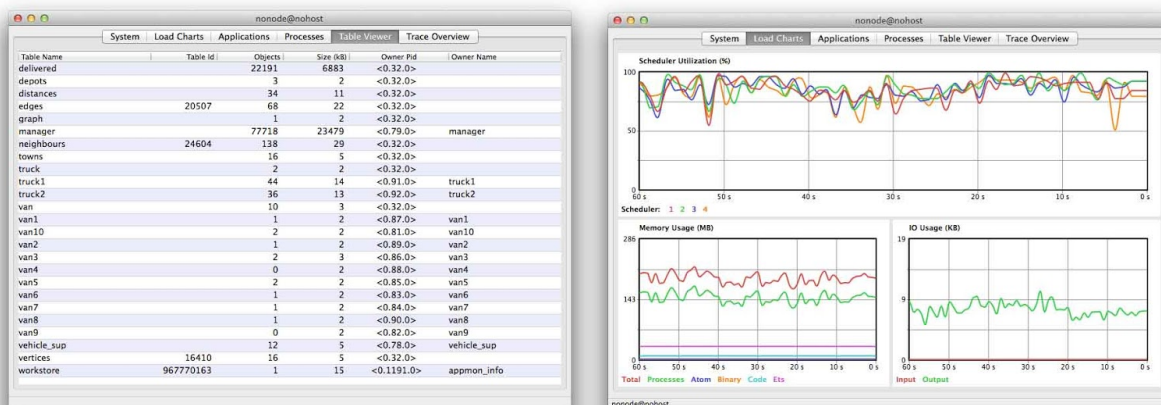 nonode@nohost
System Load Charts Applications Processes Table Viewer Trace Overview
Table Name Table Id Objects Size (kB) Owner Pid Owner Name
delivered 22191 6883 <0.32.0>
depots 3 2 <0.32.0>
distances 34 11 <0.32.0>
edges 20507 68 22 <0.32.0>
graph 1 2 <0.32.0>
manager 77718 23479 <0.79.0> manager
neighbours 24604 138 29 <0.32.0>
towns 16 5 <0.32.0>
truck 2 2 <0.32.0>
truck1 44 14 <0.91.0> truck1
truck2 36 13 <0.92.0> truck2
van 10 3 <0.32.0>
van1 1 2 <0.87.0> van1
van10 2 2 <0.81.0> van10
van2 1 2 <0.89.0> van2
van3 2 3 <0.86.0> van3
van4 0 2 <0.88.0> van4
van5 2 2 <0.85.0> van5
van6 1 2 <0.83.0> van6
van7 1 2 <0.84.0> van7
van8 1 2 <0.90.0> van8
van9 0 2 <0.82.0> van9
vehicle_sup 12 5 <0.78.0> vehicle_sup
vertices 16410 16 5 <0.32.0>
workstore 967770163 1 15 <0.1191.0> appmon_info
nonode@nohost
System Load Charts Applications Processes Table Viewer Trace Overview
Scheduler Utilization (%)
100
50
0
60 s 50 s 40 s 30 s 20 s 10 s 0 s
Scheduler: 1 2 3 4
Memory Usage (MB)
286
143
0
60 s 50 s 40 s 30 s 20 s 10 s 0 s
Total Processes Atom Binary Code Ets
IO Usage (KB)
19
9
0
60 s 50 s 40 s 30 s 20 s 10 s 0 s
Input Output
nonode@nohost